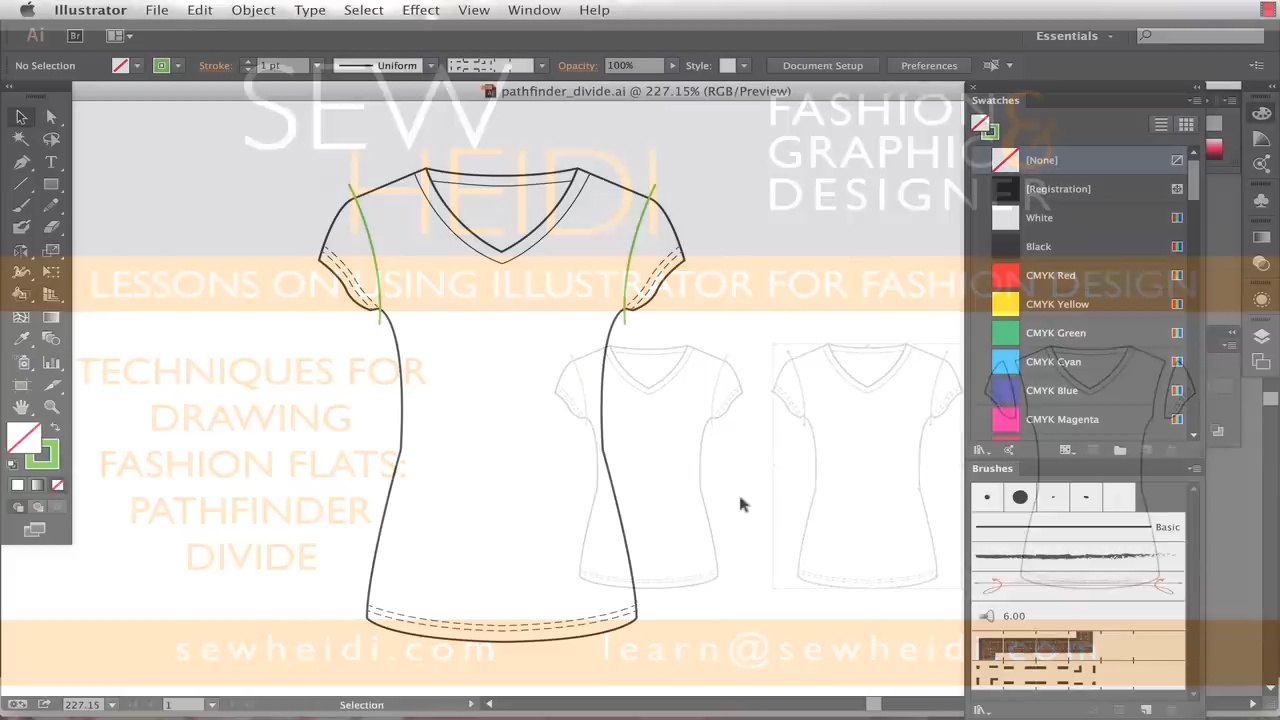 Illustrator File Edit Object Type Select Effect View Window Help
Ai Br Essentials
No Selection Stroke: 1 pt Uniform Opacity: 100% Style: Document Setup Preferences
pathfinder_divide.ai @ 227.15% (RGB/Preview)
SEW
HEIDI
FASHION &
GRAPHIC
DESIGNER
LESSONS ON USING ILLUSTRATOR FOR FASHION DESIGN
TECHNIQUES FOR
DRAWING
FASHION FLATS:
PATHFINDER
DIVIDE
Swatches
[None]
[Registration]
White
Black
CMYK Red
CMYK Yellow
CMYK Green
CMYK Cyan
CMYK Blue
CMYK Magenta
Brushes
Basic
6.00
sewheidi.com learn@sewheidi.com
227.15 1 Selection